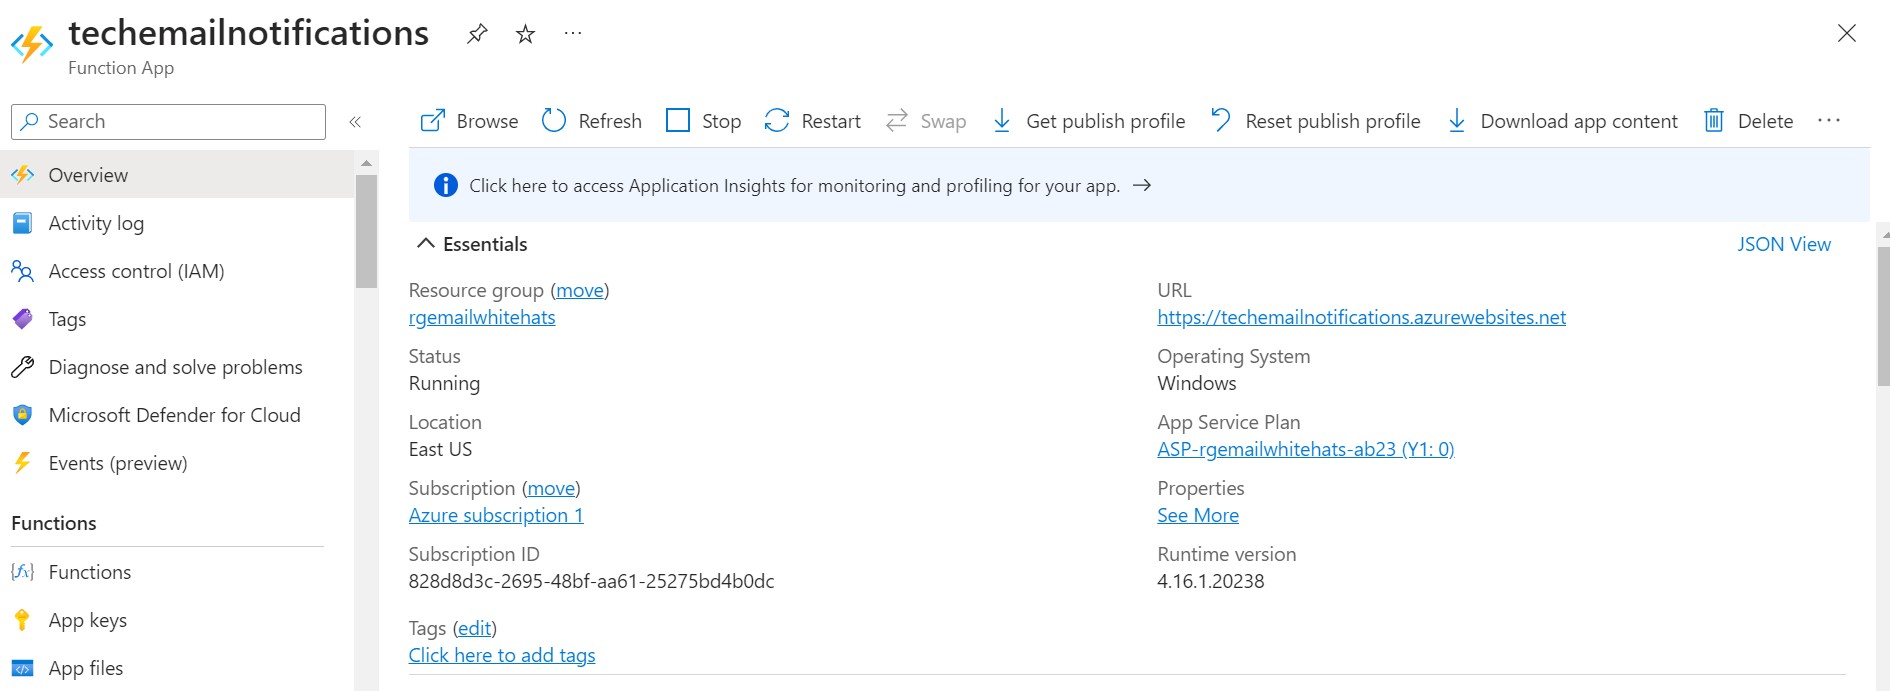 techemailnotifications
Function App
Search
Overview
Activity log
Access control (IAM)
Tags
Diagnose and solve problems
Microsoft Defender for Cloud
Events (preview)
Functions
Functions
App keys
App files
Browse Refresh Stop Restart Swap Get publish profile Reset publish profile Download app content Delete
Click here to access Application Insights for monitoring and profiling for your app.
Essentials
JSON View
Resource group (move)
rgemailwhitehats
Status
Running
Location
East US
Subscription (move)
Azure subscription 1
Subscription ID
828d8d3c-2695-48bf-aa61-25275bd4b0dc
Tags (edit)
Click here to add tags
URL
https://techemailnotifications.azurewebsites.net
Operating System
Windows
App Service Plan
ASP-rgemailwhitehats-ab23 (Y1: 0)
Properties
See More
Runtime version
4.16.1.20238